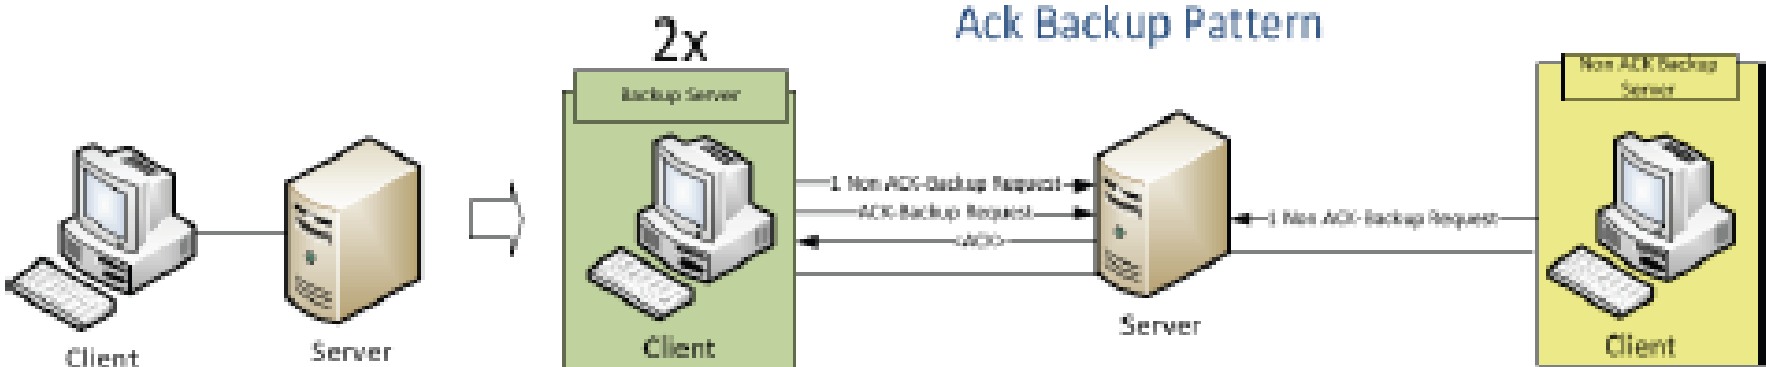 Ack Backup Pattern
2x
Backup Server
Non ACK Backup
Server
1 Non ACK-Backup Request
ACK-Backup Request
<ACK>
1 Non ACK-Backup Request
Client
Server
Client
Server
Client